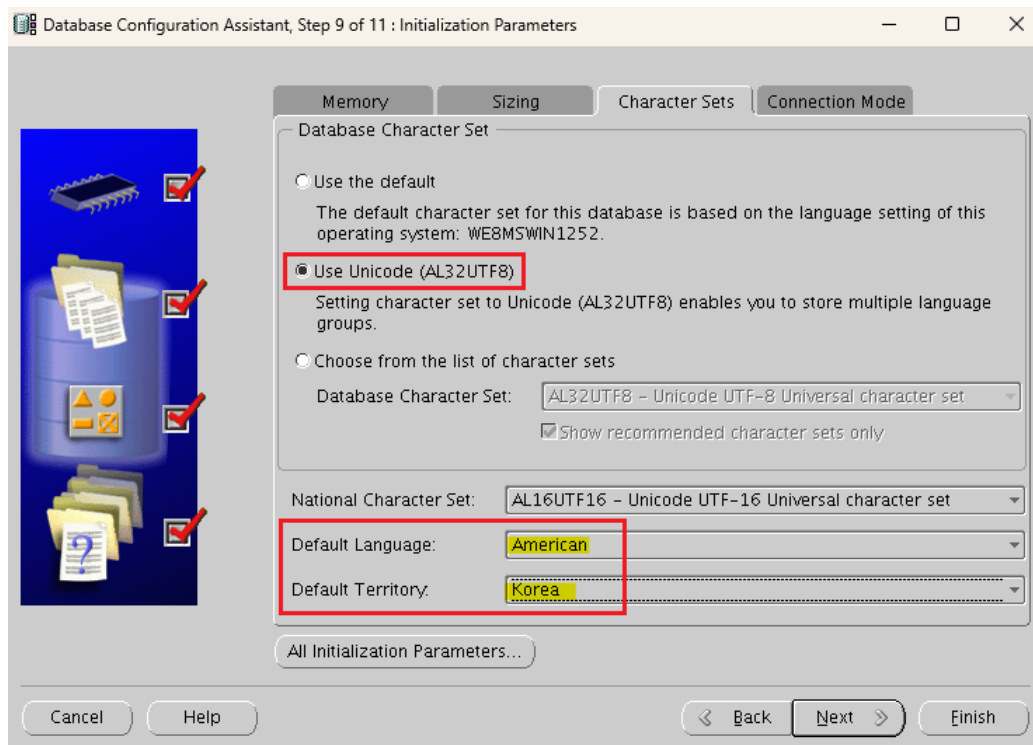 Database Configuration Assistant, Step 9 of 11 : Initialization Parameters
Memory
Sizing
Character Sets
Connection Mode
Database Character Set
Use the default
The default character set for this database is based on the language setting of this
operating system: WE8MSWIN1252.
Use Unicode (AL32UTF8)
Setting character set to Unicode (AL32UTF8) enables you to store multiple language
groups.
Choose from the list of character sets
Database Character Set: AL32UTF8 - Unicode UTF-8 Universal character set
Show recommended character sets only
National Character Set: AL16UTF16 - Unicode UTF-16 Universal character set
Default Language: American
Default Territory: Korea
All Initialization Parameters...
Cancel
Help
Back
Next
Finish